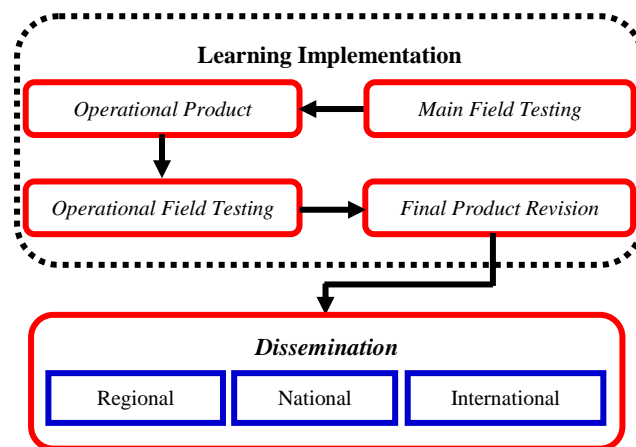 Learning Implementation
Operational Product
Main Field Testing
Operational Field Testing
Final Product Revision
Dissemination
Regional
National
International